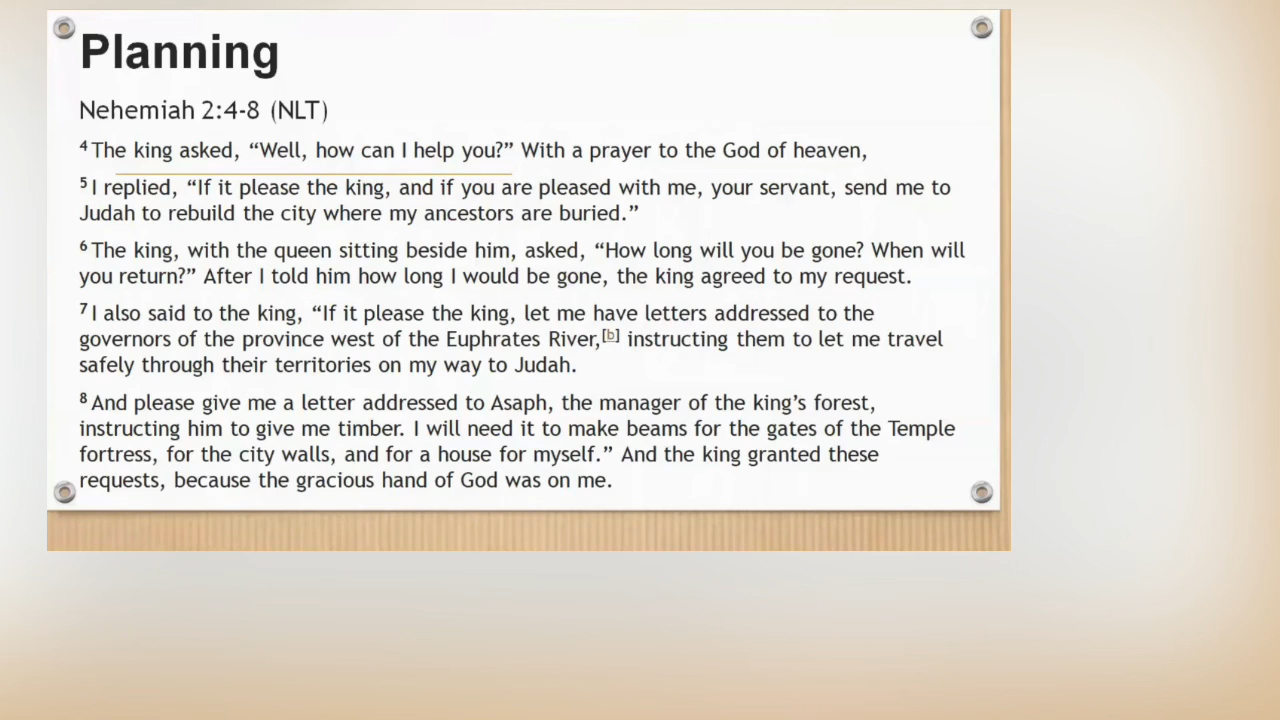 Planning
Nehemiah 2:4-8 (NLT)
4 The king asked, “Well, how can I help you?” With a prayer to the God of heaven,
5 I replied, “If it please the king, and if you are pleased with me, your servant, send me to
Judah to rebuild the city where my ancestors are buried.”
6 The king, with the queen sitting beside him, asked, “How long will you be gone? When will
you return?” After I told him how long I would be gone, the king agreed to my request.
7 I also said to the king, “If it please the king, let me have letters addressed to the
governors of the province west of the Euphrates River,[b] instructing them to let me travel
safely through their territories on my way to Judah.
8 And please give me a letter addressed to Asaph, the manager of the king’s forest,
instructing him to give me timber. I will need it to make beams for the gates of the Temple
fortress, for the city walls, and for a house for myself.” And the king granted these
requests, because the gracious hand of God was on me.